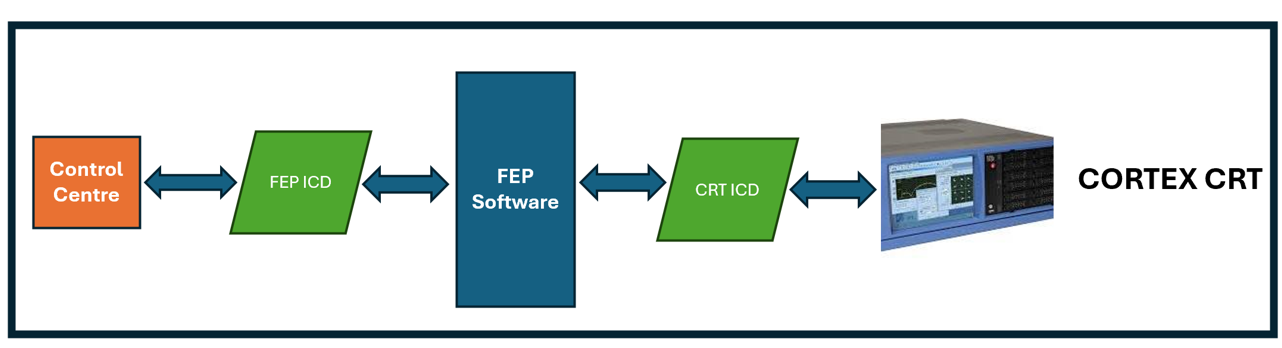 Control
Centre
FEP ICD
FEP
Software
CRT ICD
CORTEX CRT